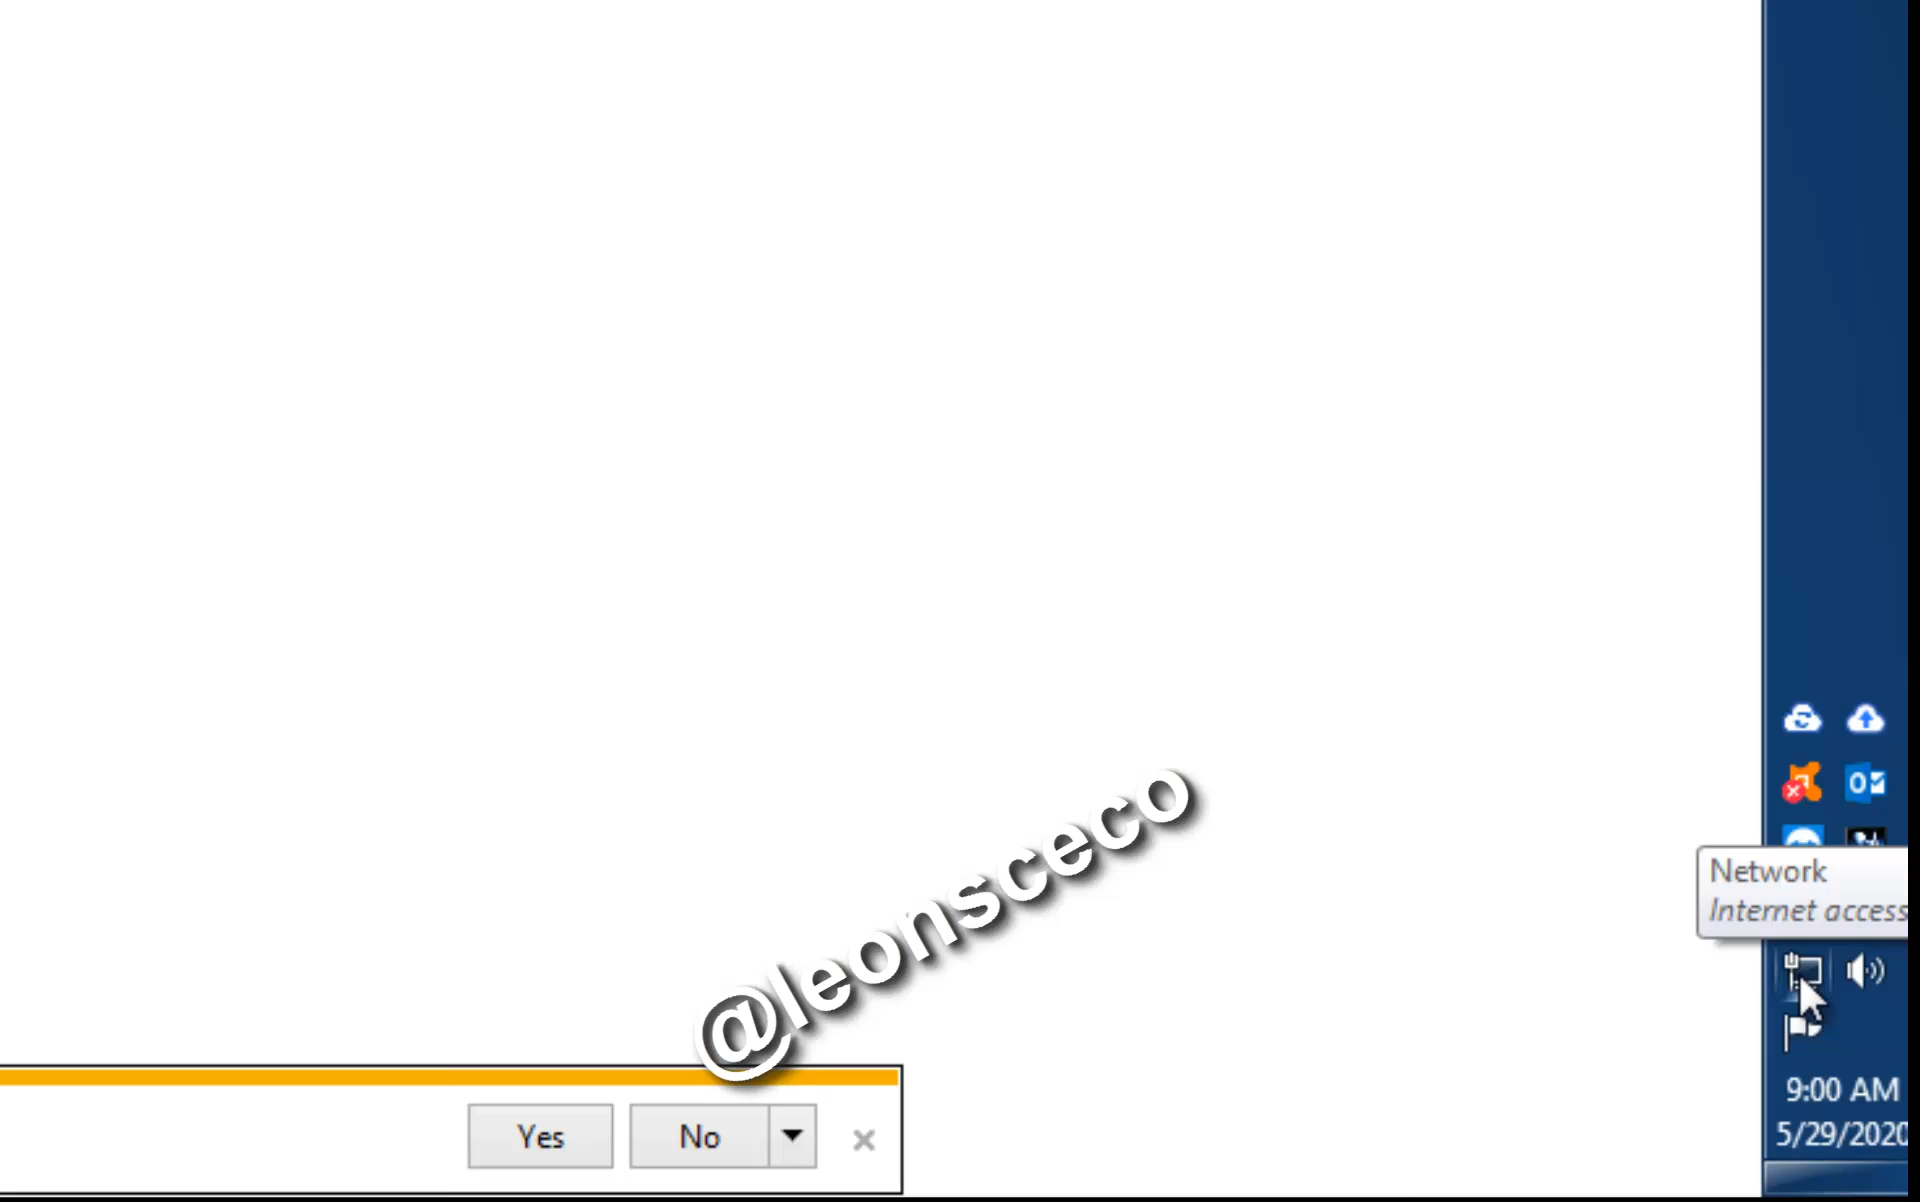 Network
Internet access
@leonsceco
9:00 AM
5/29/2020
Yes
No